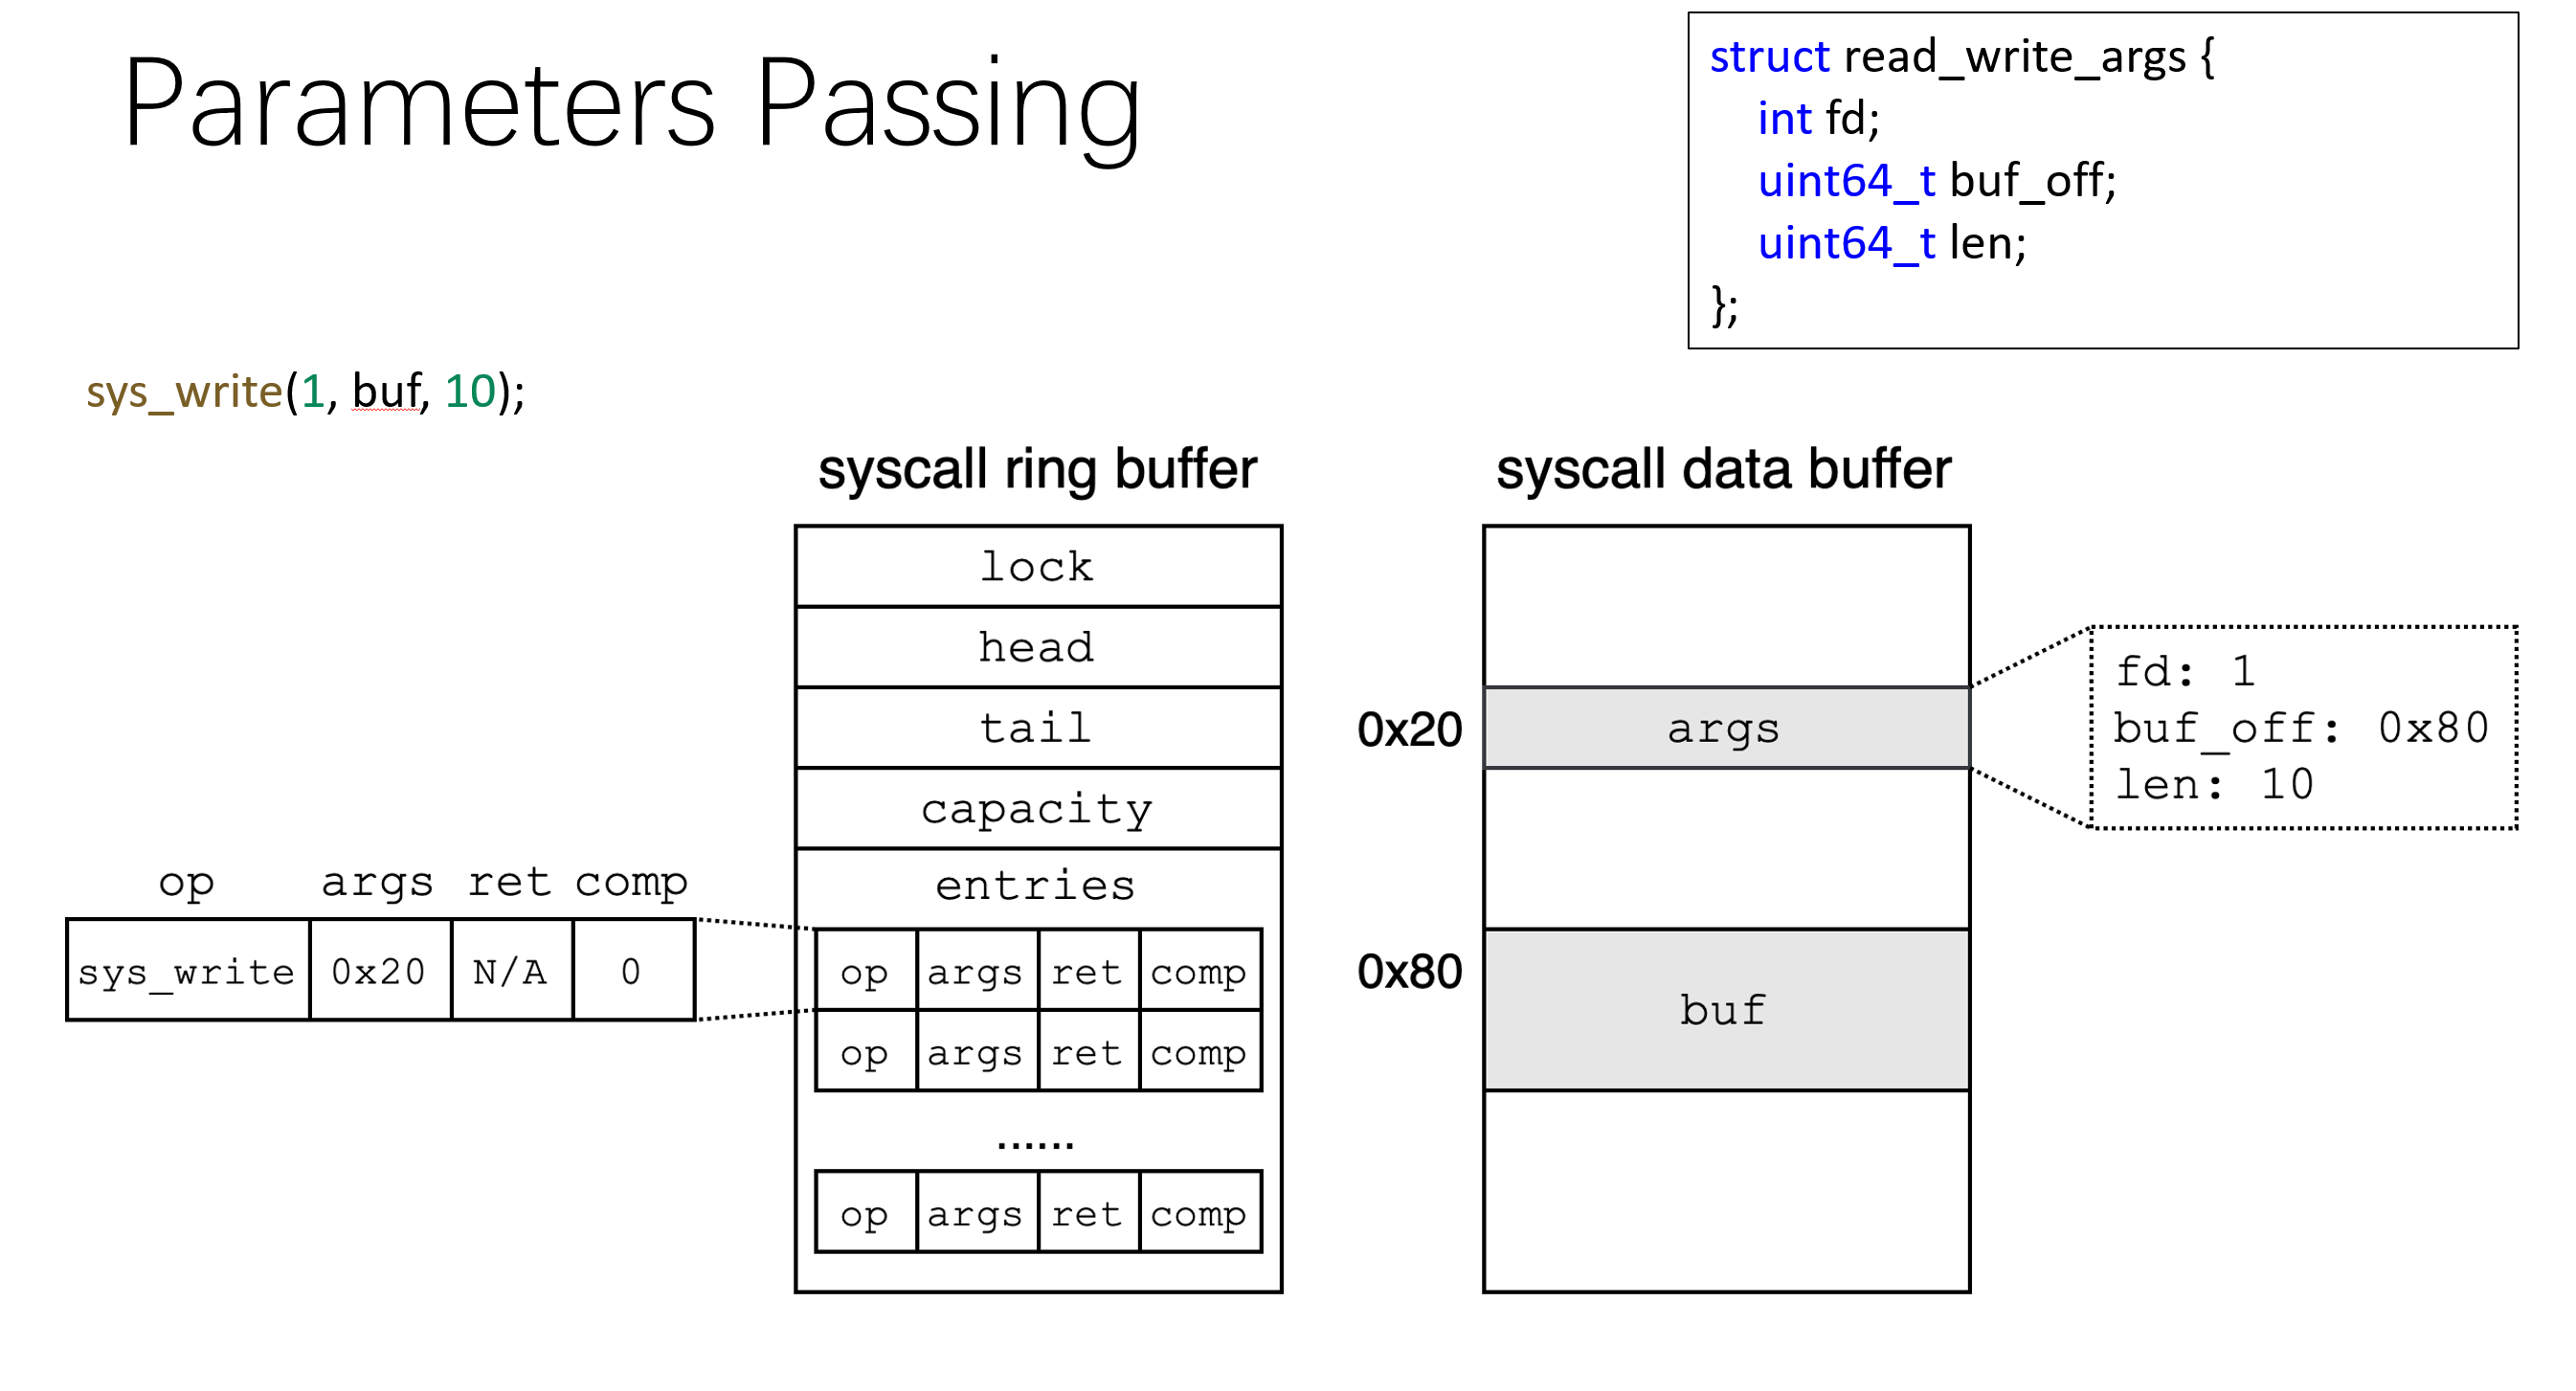 Parameters Passing
struct read_write_args {
int fd;
uint64_t buf_off;
uint64_t len;
};
sys_write(1, buf, 10);
syscall ring buffer
lock
head
tail
capacity
entries
op args ret comp
op args ret comp
......
op args ret comp
op args ret comp
sys_write 0x20 N/A 0
syscall data buffer
0x20 args
0x80 buf
fd: 1
buf_off: 0x80
len: 10